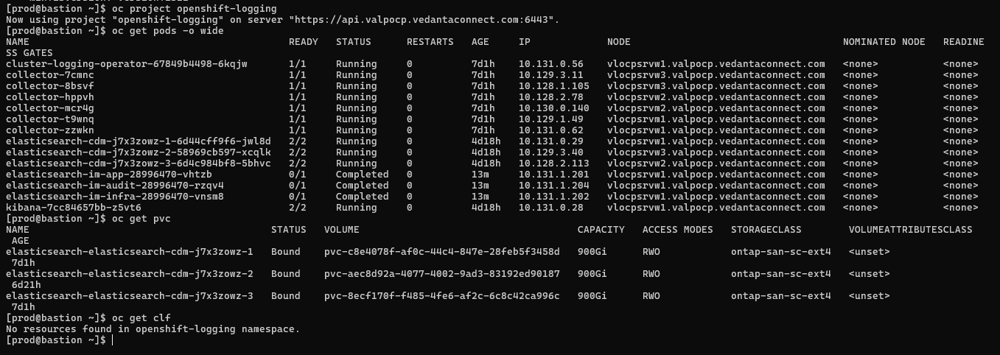 [prod@bastion ~]$ oc project openshift-logging
Now using project "openshift-logging" on server "https://api.valpocp.vedantaconnect.com:6443".
[prod@bastion ~]$ oc get pods -o wide
NAME                                            READY   STATUS      RESTARTS   AGE     IP             NODE                                    NOMINATED NODE   READINE
SS GATES
cluster-logging-operator-67849b4498-6kqjw       1/1     Running     0          7d1h    10.131.0.56    vlocpsrvw1.valpocp.vedantaconnect.com   <none>           <none>
collector-7cmnc                                 1/1     Running     0          7d1h    10.129.3.11    vlocpsrvw3.valpocp.vedantaconnect.com   <none>           <none>
collector-8bsvf                                 1/1     Running     0          7d1h    10.128.1.105   vlocpsrvm3.valpocp.vedantaconnect.com   <none>           <none>
collector-hppvh                                 1/1     Running     0          7d1h    10.128.2.78    vlocpsrvw2.valpocp.vedantaconnect.com   <none>           <none>
collector-mcr4g                                 1/1     Running     0          7d1h    10.130.0.140   vlocpsrvm2.valpocp.vedantaconnect.com   <none>           <none>
collector-t9wnq                                 1/1     Running     0          7d1h    10.129.1.49    vlocpsrvm1.valpocp.vedantaconnect.com   <none>           <none>
collector-zzwkn                                 1/1     Running     0          7d1h    10.131.0.62    vlocpsrvw1.valpocp.vedantaconnect.com   <none>           <none>
elasticsearch-cdm-j7x3zowz-1-6d44cff9f6-jwl8d   2/2     Running     0          4d18h   10.131.0.29    vlocpsrvw1.valpocp.vedantaconnect.com   <none>           <none>
elasticsearch-cdm-j7x3zowz-2-58969cb597-xcqlk   2/2     Running     0          4d18h   10.129.3.40    vlocpsrvw3.valpocp.vedantaconnect.com   <none>           <none>
elasticsearch-cdm-j7x3zowz-3-6d4c984bf8-5bhvc   2/2     Running     0          4d18h   10.128.2.113   vlocpsrvw2.valpocp.vedantaconnect.com   <none>           <none>
elasticsearch-im-app-28996470-vhtzb             0/1     Completed   0          13m     10.131.1.201   vlocpsrvw1.valpocp.vedantaconnect.com   <none>           <none>
elasticsearch-im-audit-28996470-rzqv4           0/1     Completed   0          13m     10.131.1.204   vlocpsrvw1.valpocp.vedantaconnect.com   <none>           <none>
elasticsearch-im-infra-28996470-vnsm8           0/1     Completed   0          13m     10.131.1.202   vlocpsrvw1.valpocp.vedantaconnect.com   <none>           <none>
kibana-7cc84657bb-z5vt6                         2/2     Running     0          4d18h   10.131.0.28    vlocpsrvw1.valpocp.vedantaconnect.com   <none>           <none>
[prod@bastion ~]$ oc get pvc
NAME                                         STATUS   VOLUME                                     CAPACITY   ACCESS MODES   STORAGECLASS        VOLUMEATTRIBUTESCLASS
 AGE
elasticsearch-elasticsearch-cdm-j7x3zowz-1   Bound    pvc-c8e4078f-af0c-44c4-847e-28feb5f3458d   900Gi      RWO            ontap-san-sc-ext4   <unset>
 7d1h
elasticsearch-elasticsearch-cdm-j7x3zowz-2   Bound    pvc-aec8d92a-4077-4002-9ad3-83192ed90187   900Gi      RWO            ontap-san-sc-ext4   <unset>
 6d21h
elasticsearch-elasticsearch-cdm-j7x3zowz-3   Bound    pvc-8ecf170f-f485-4fe6-af2c-6c8c42ca996c   900Gi      RWO            ontap-san-sc-ext4   <unset>
 7d1h
[prod@bastion ~]$ oc get clf
No resources found in openshift-logging namespace.
[prod@bastion ~]$